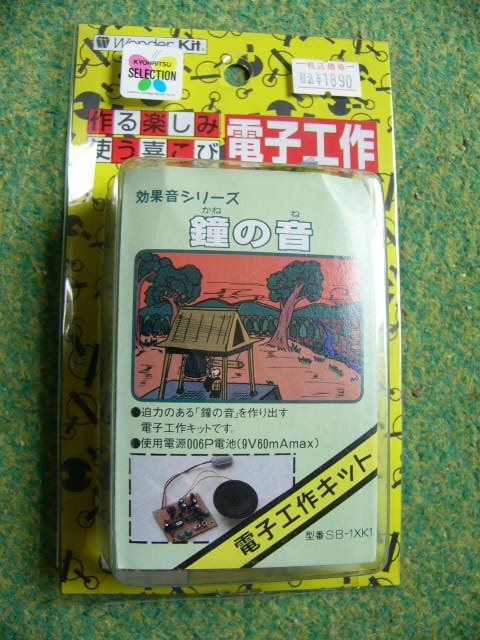 Wonder Kit
KYOHRITSU
SELECTION
税込価格
¥1890
作る楽しみ
使う喜こび
電子工作
効果音シリーズ
かね ね
鐘の音
●迫力のある「鐘の音」を作り出す
電子工作キットです。
●使用電源006P電池(9V60mAmax)
電子工作キット
型番SB-1XK1